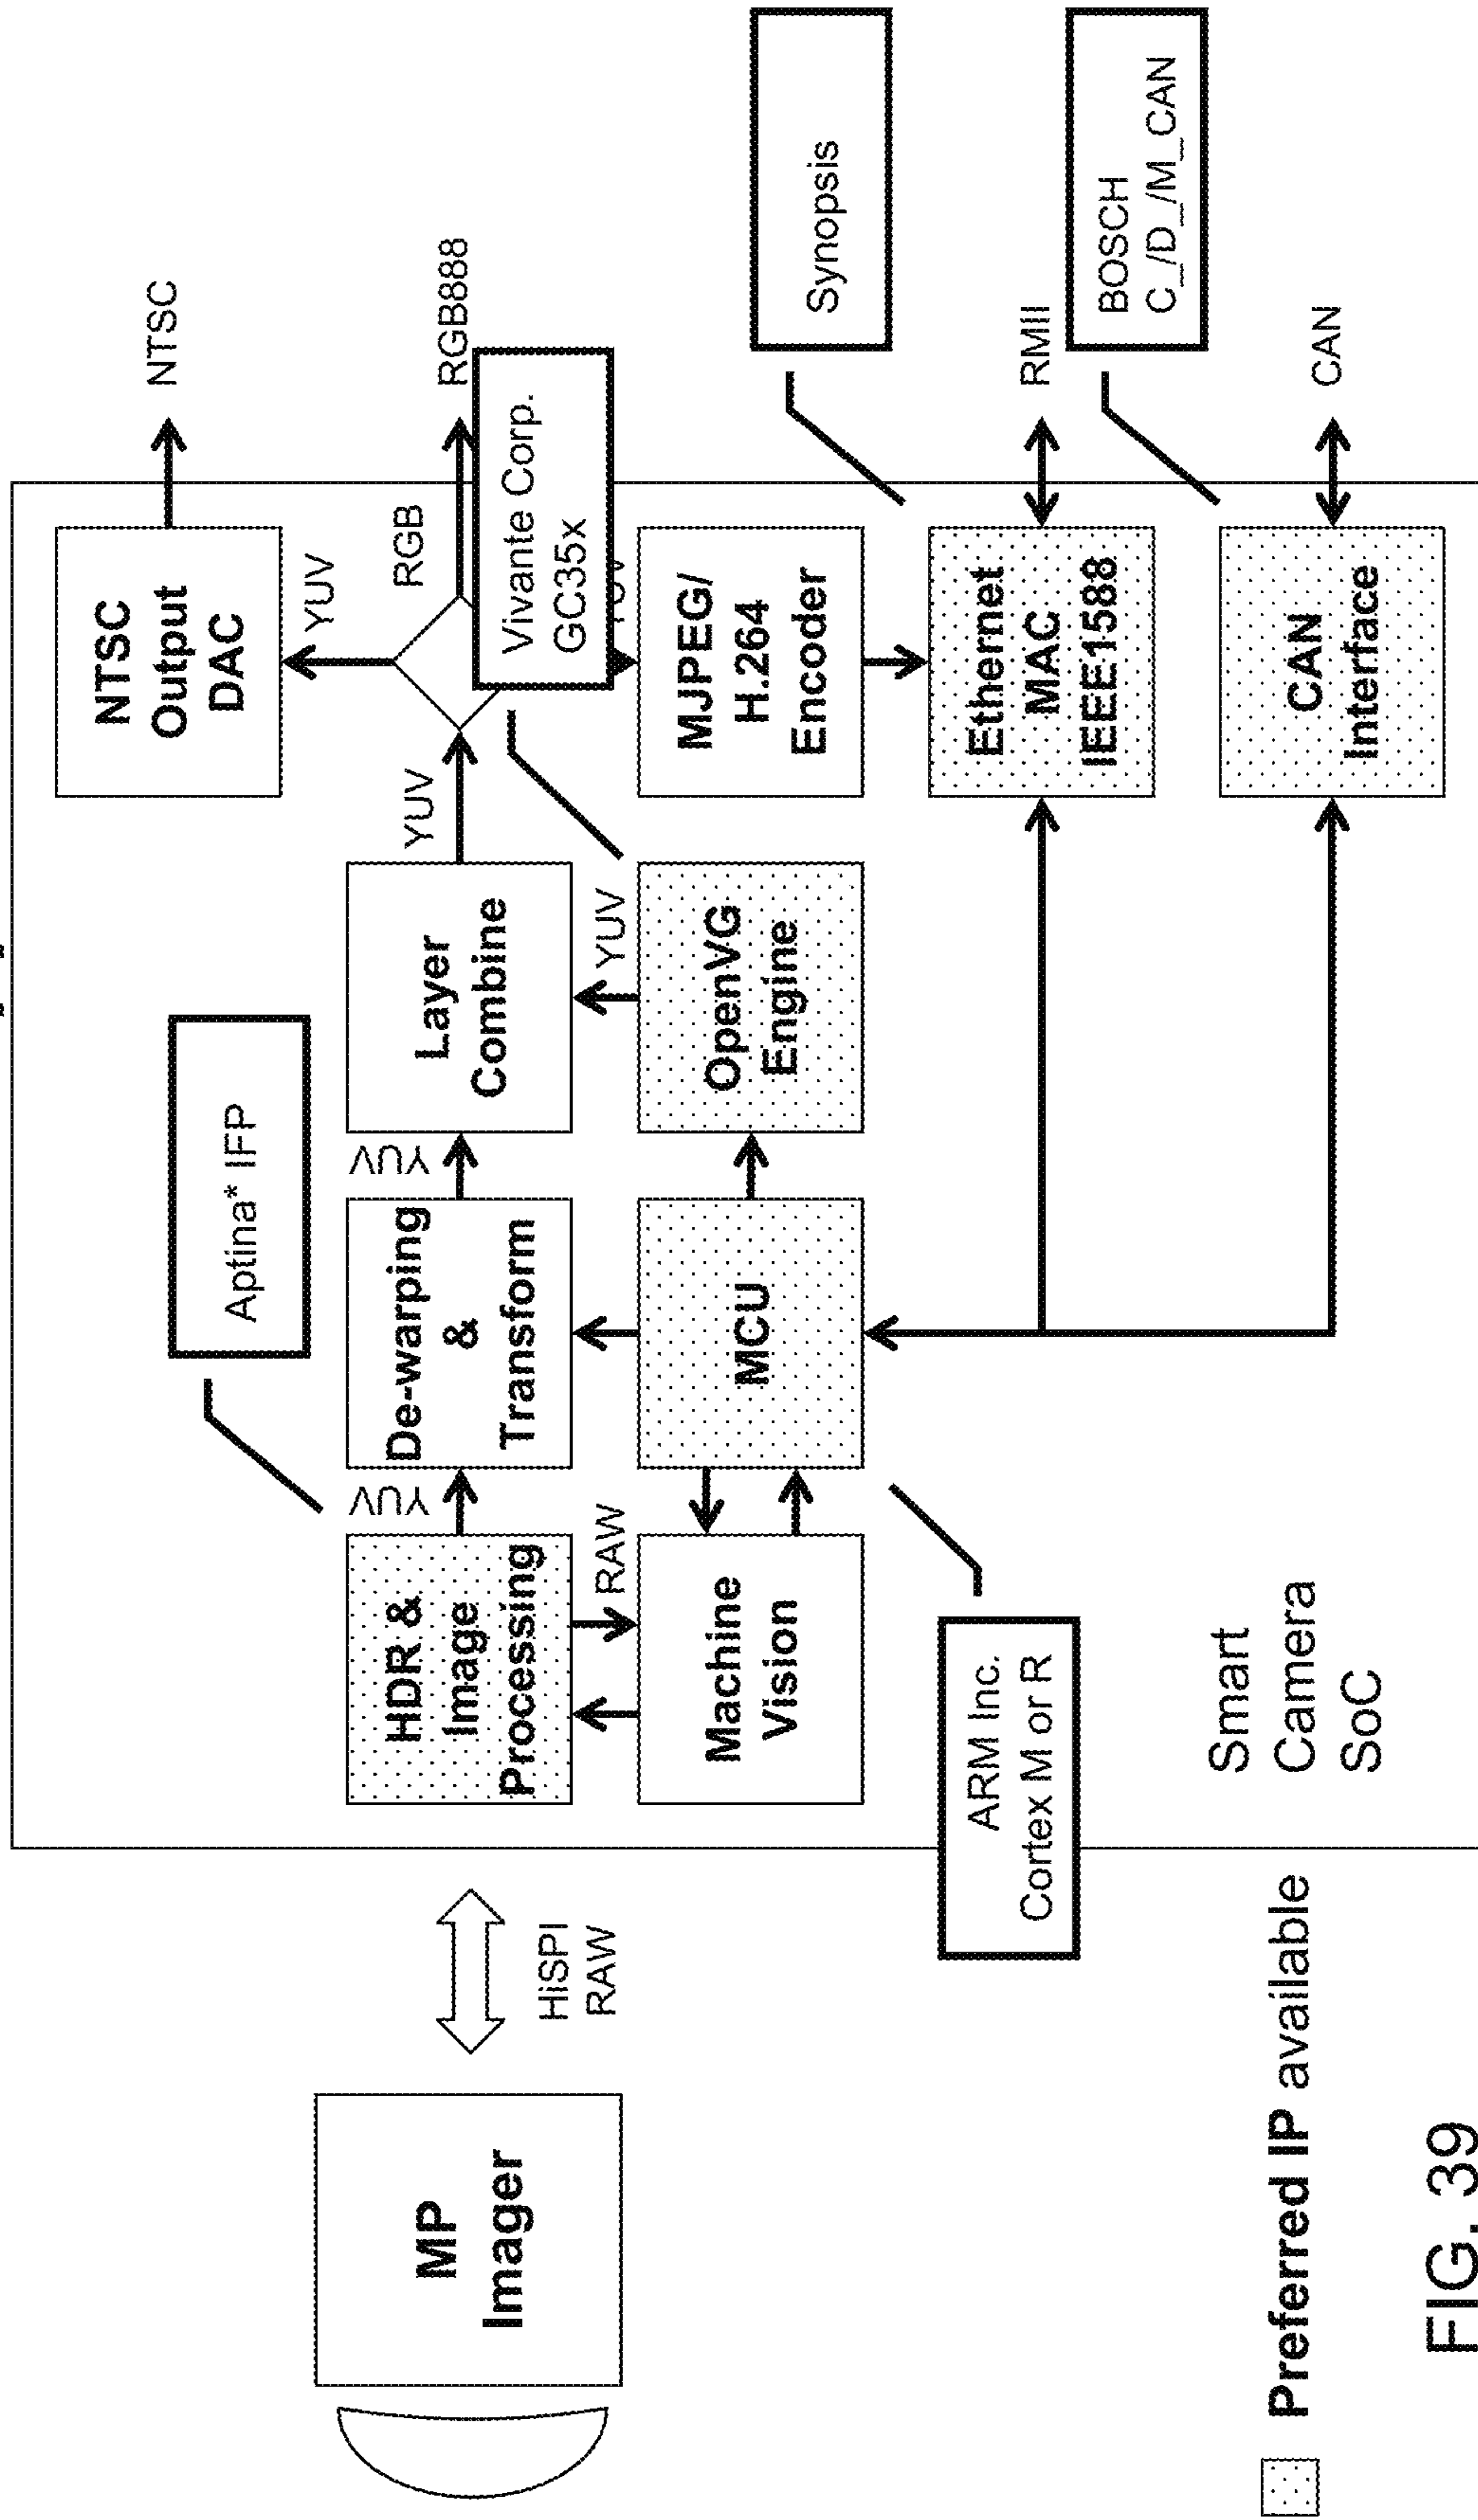 MP
Imager
HiSPI
RAW
Aptina* IFP
HDR &
Image
Processing
YUV
De-warping
&
Transform
YUV
Layer
Combine
YUV
NTSC
Output
DAC
NTSC
YUV
RGB
RGB888
Vivante Corp.
GC35x
RAW
Machine
Vision
MCU
OpenVG
Engine
YUV
MJPEG/
H.264
Encoder
Synopsis
Ethernet
MAC
IEEE1588
RMII
BOSCH
C_/D_/M_CAN
CAN
Interface
CAN
ARM Inc.
Cortex M or R
Smart
Camera
SoC
Preferred IP available
FIG. 39